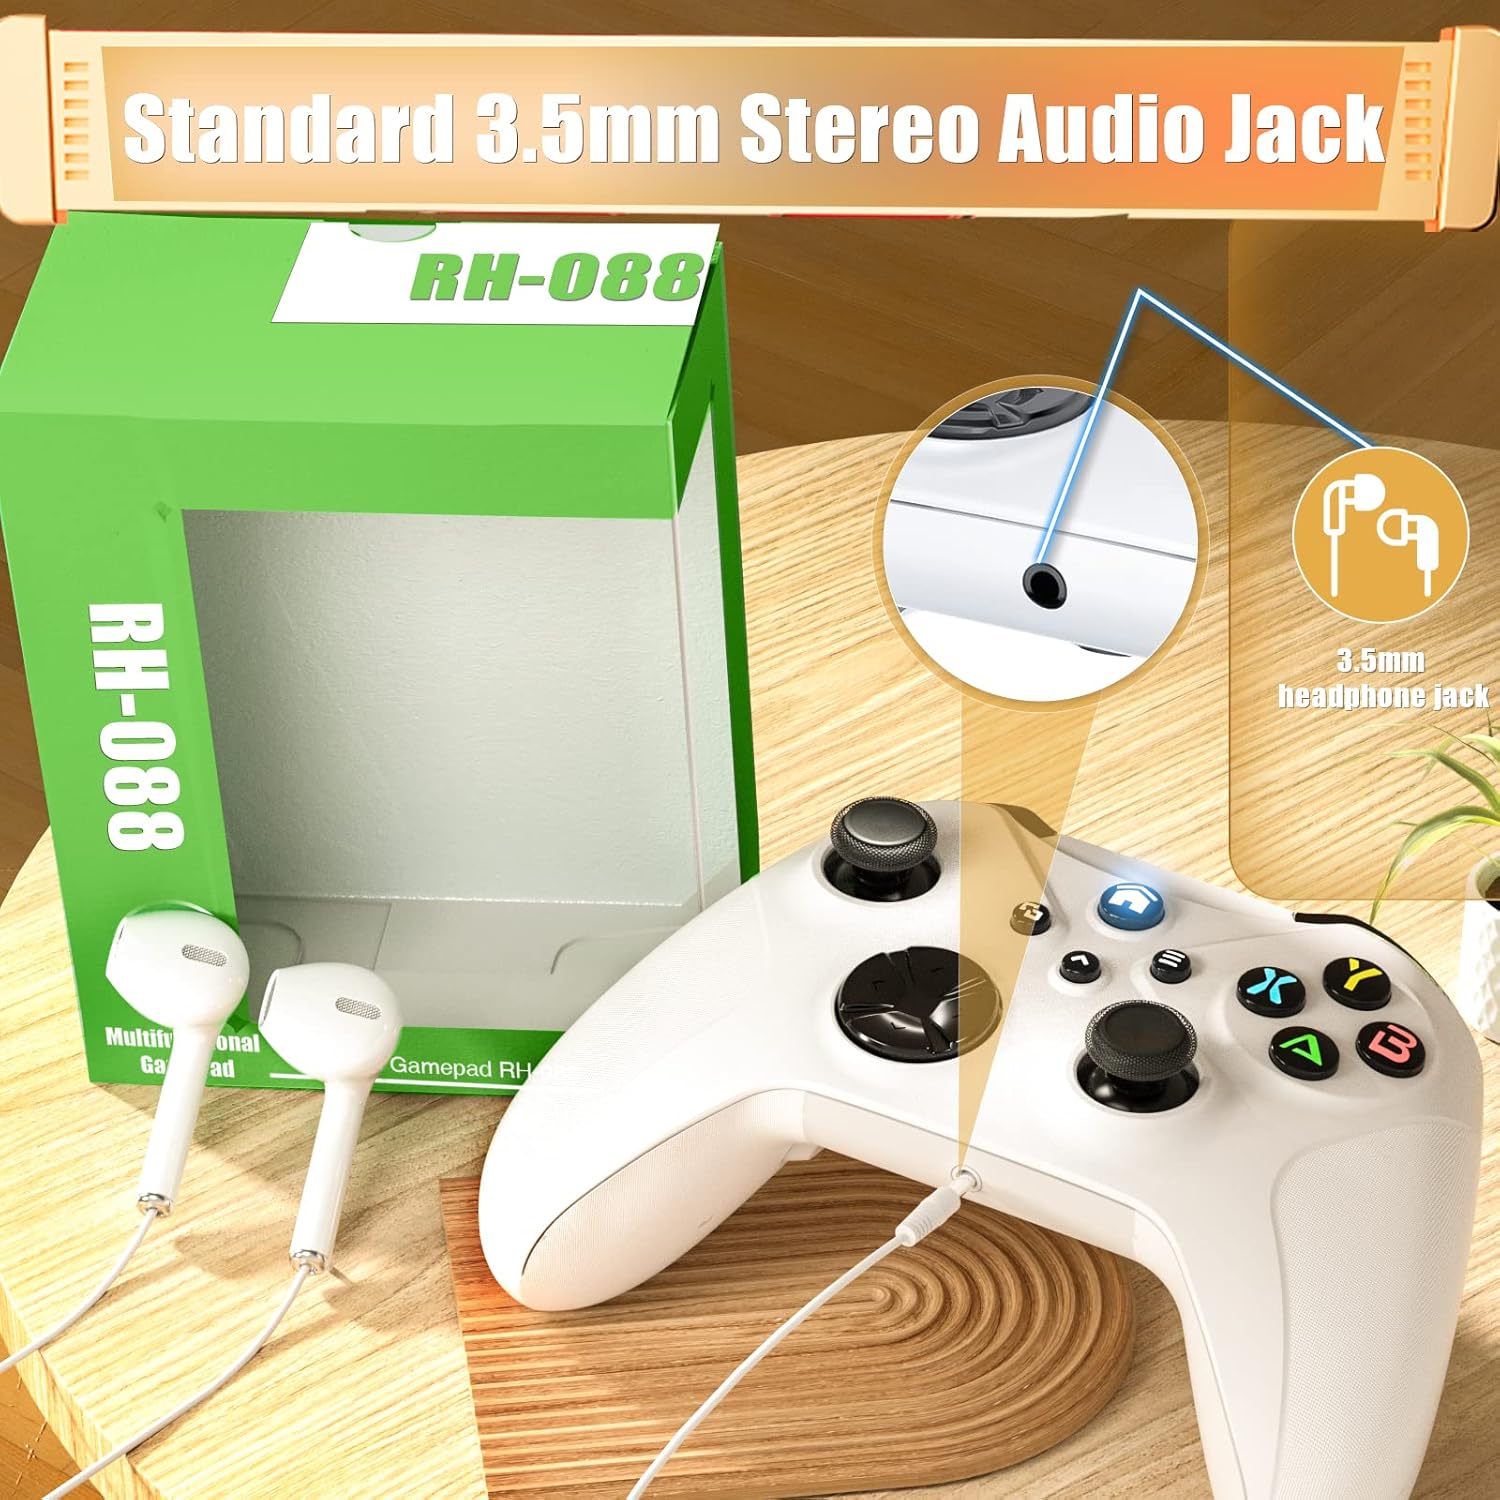 Standard 3.5mm Stereo Audio Jack
RH-088
RH-088
3.5mm
headphone jack
X
Y
A
B
Gamepad RH-